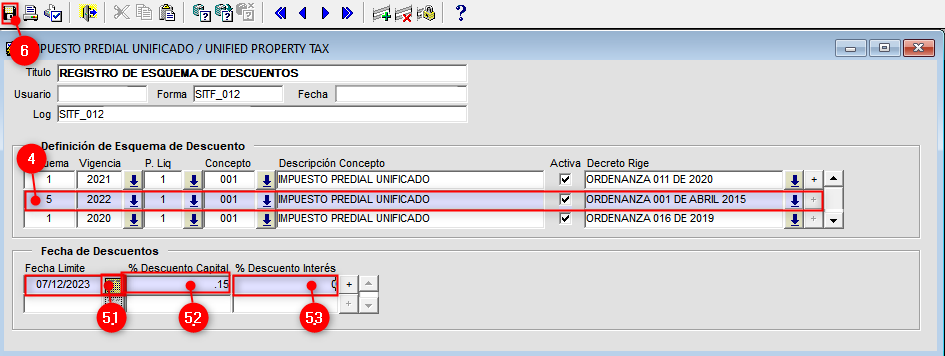 ?
6
IMPUESTO PREDIAL UNIFICADO / UNIFIED PROPERTY TAX
Titulo REGISTRO DE ESQUEMA DE DESCUENTOS
Usuario Forma SITF_012 Fecha
Log SITF_012
Definición de Esquema de Descuento
4
uema Vigencia P. Liq Concepto Descripción Concepto Activa Decreto Rige
1 2021 1 001 IMPUESTO PREDIAL UNIFICADO ORDENANZA 011 DE 2020 +
5 2022 1 001 IMPUESTO PREDIAL UNIFICADO ORDENANZA 001 DE ABRIL 2015 +
1 2020 1 001 IMPUESTO PREDIAL UNIFICADO ORDENANZA 016 DE 2019 +
Fecha de Descuentos
Fecha Limite % Descuento Capital % Descuento Interés
07/12/2023 .15 0 +
+
5,1 5,2 5,3